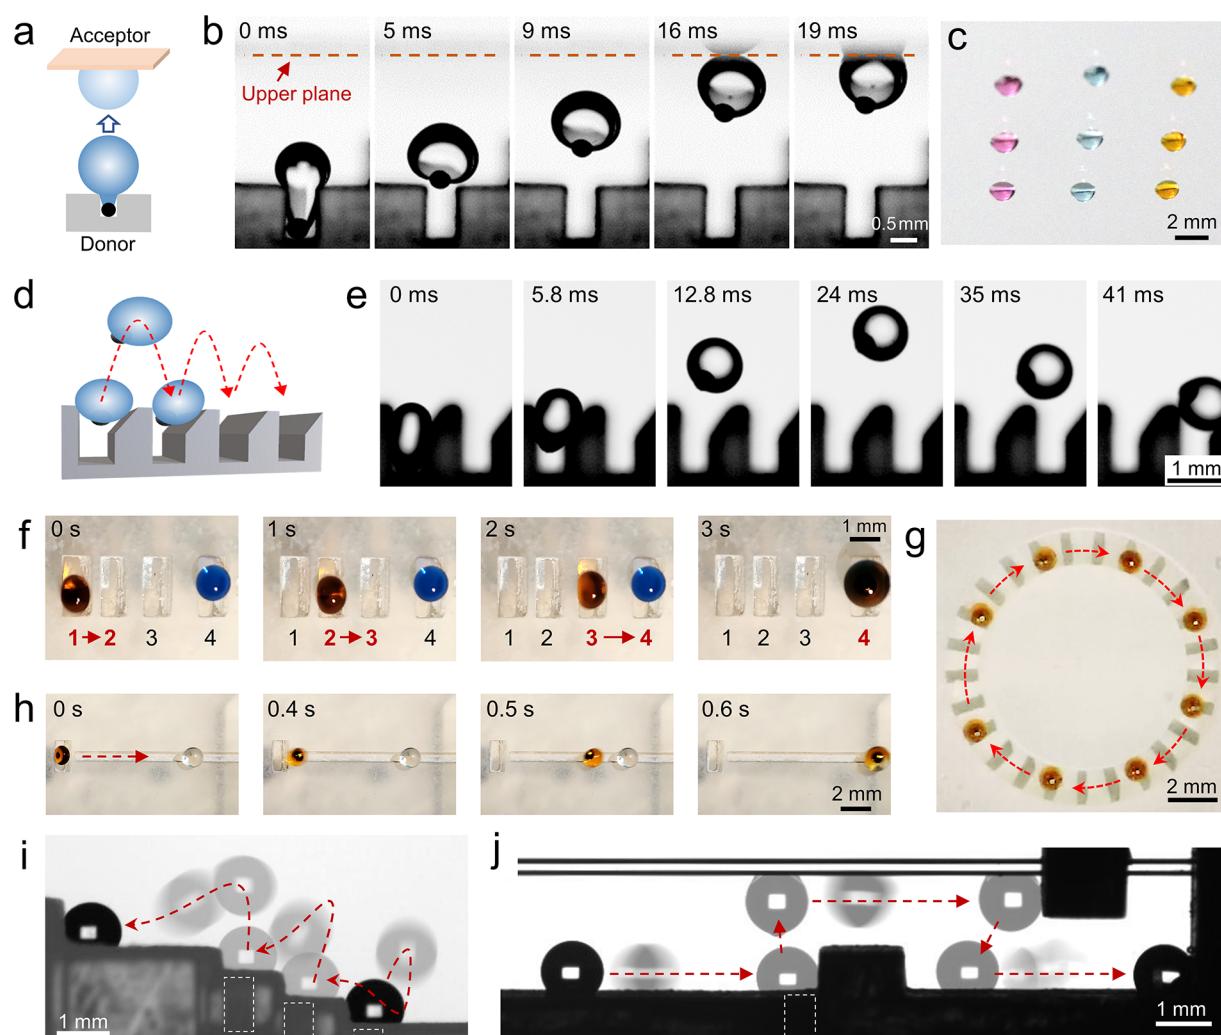 a
Acceptor
Donor
b
0 ms
5 ms
9 ms
16 ms
19 ms
Upper plane
0.5 mm
c
2 mm
d
e
0 ms
5.8 ms
12.8 ms
24 ms
35 ms
41 ms
1 mm
f
0 s
1 s
2 s
3 s
1 mm
1 2 3 4
1 2 3 4
1 2 3 4
1 2 3 4
g
2 mm
h
0 s
0.4 s
0.5 s
0.6 s
2 mm
i
1 mm
j
1 mm